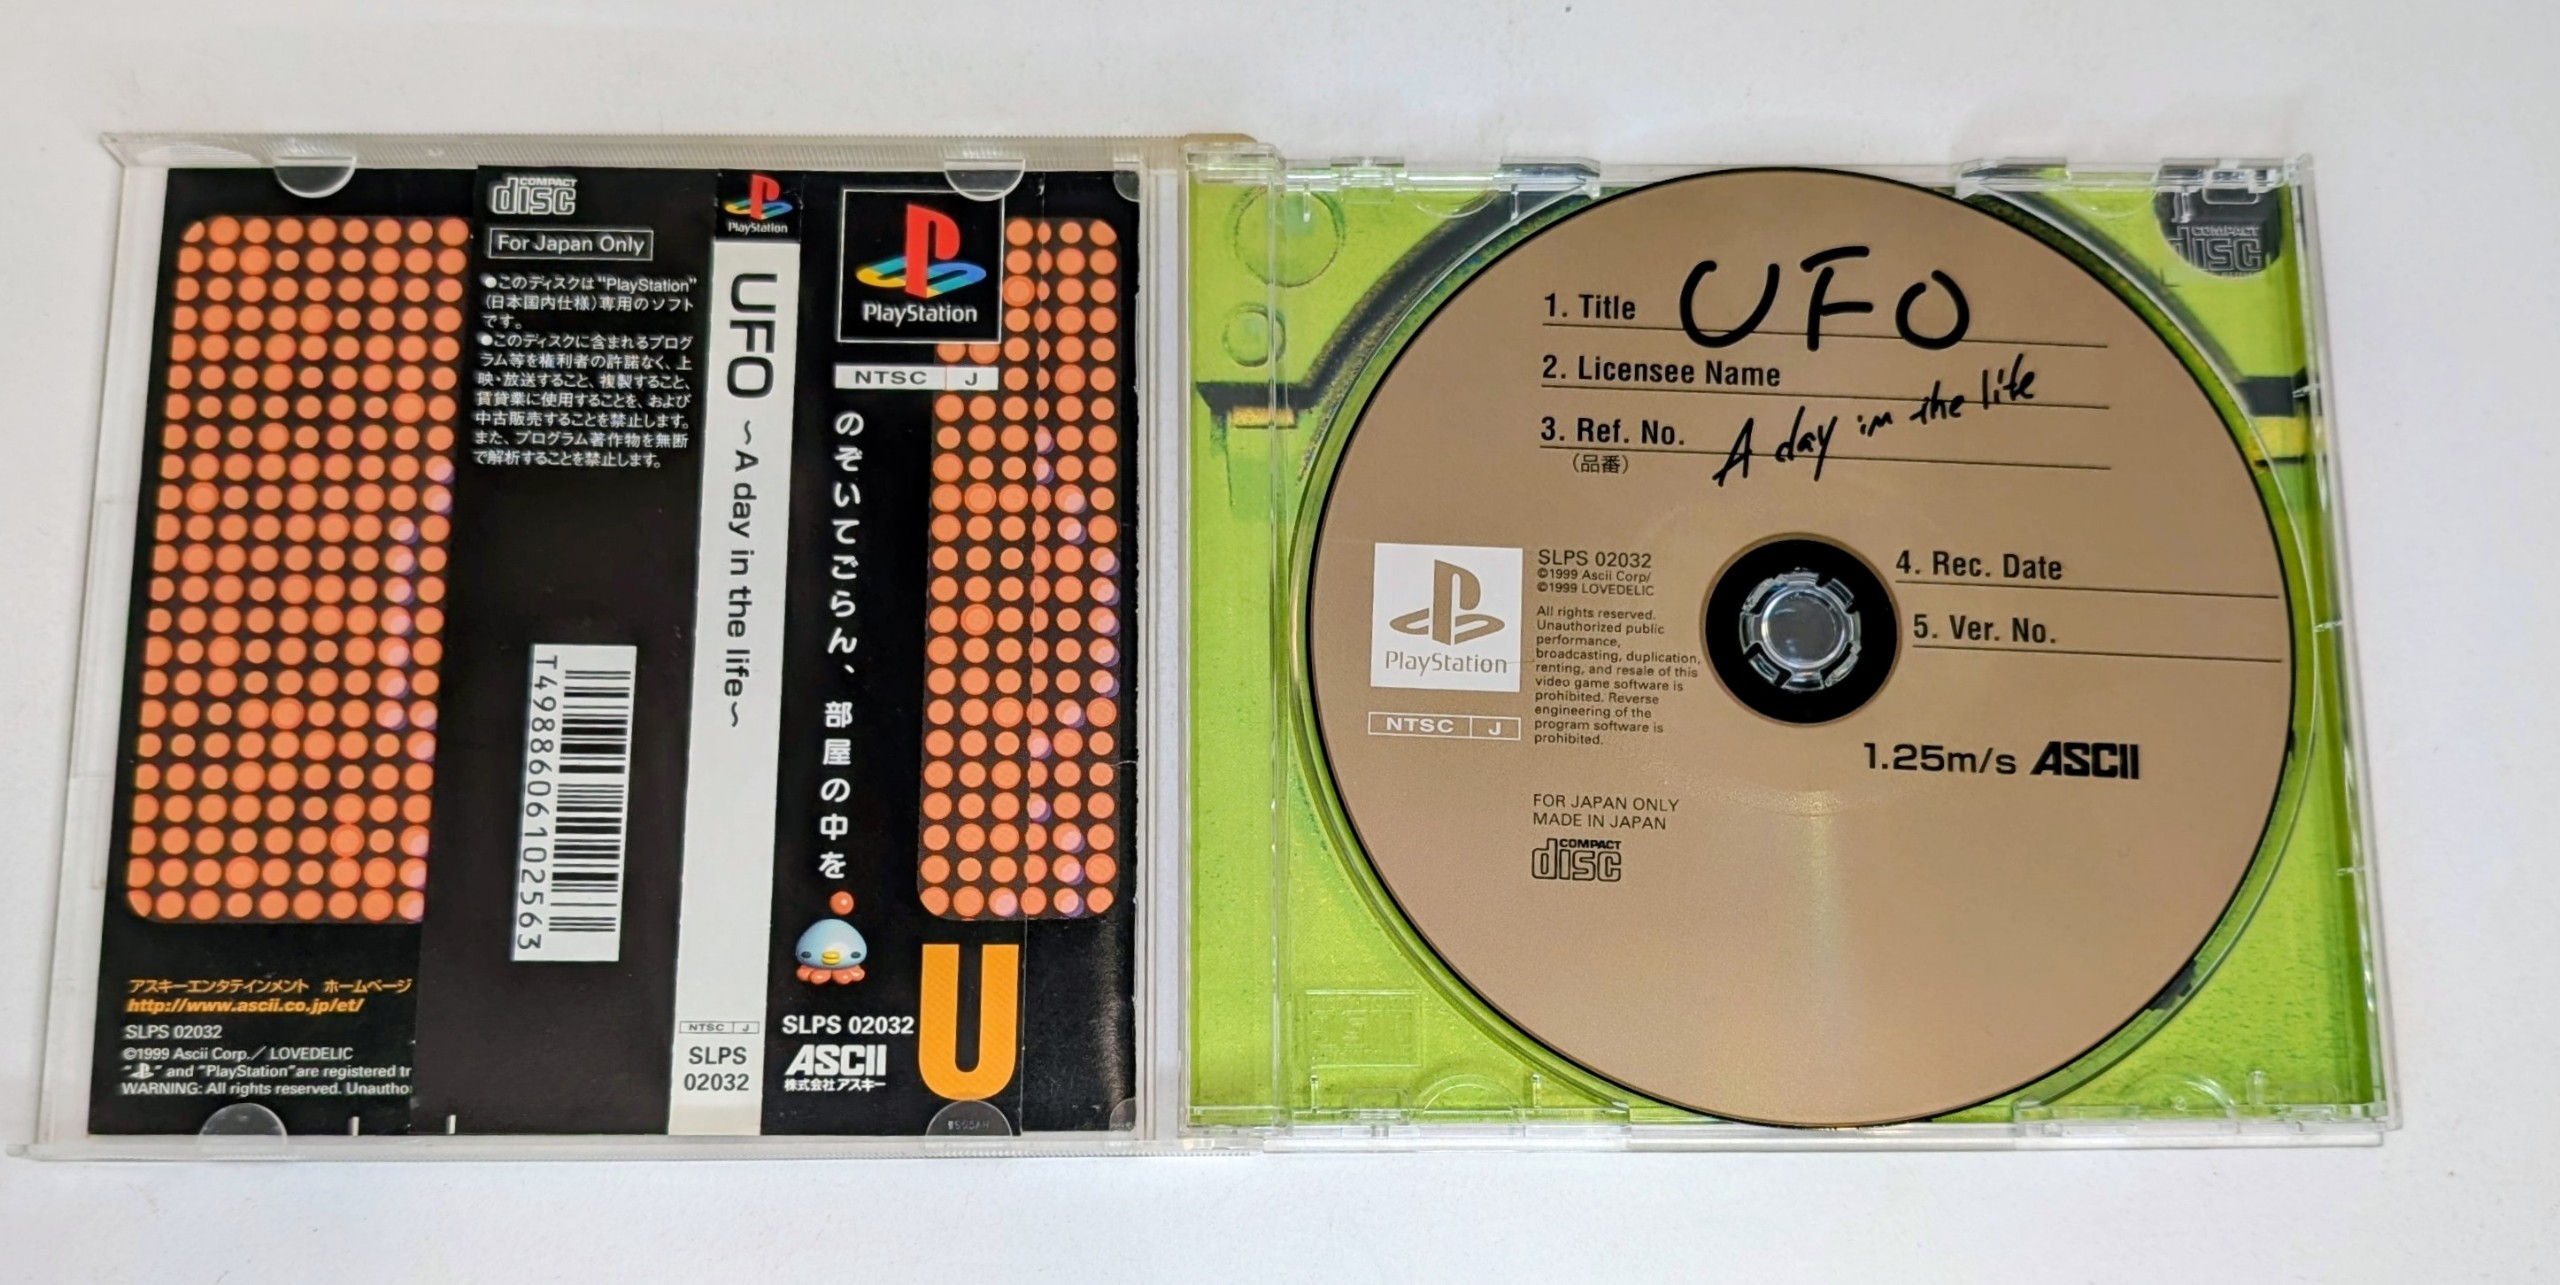 COMPACT
disc
For Japan Only
●このディスクは“PlayStation”
(日本国内仕様)専用のソフト
です。
●このディスクに含まれるプログ
ラム等を権利者の許諾なく、上
映・放送すること、複製すること、
賃貸業に使用することを、および
中古販売することを禁止します。
また、プログラム著作物を無断
で解析することを禁止します。
T4988606102563
アスキーエンタテインメント ホームページ
http://www.ascii.co.jp/et/
SLPS 02032
©1999 Ascii Corp./ LOVEDELIC
" " and "PlayStation"are registered tr
WARNING: All rights reserved. Unautho
PlayStation
UFO ～A day in the life～
NTSC J
SLPS
02032
PlayStation
NTSC J
のぞいてごらん、部屋の中を
SLPS 02032
ASCII
株式会社アスキー
U
COMPACT
disc
1. Title UFO
2. Licensee Name
3. Ref. No. A day in the life
(品番)
PlayStation
NTSC J
SLPS 02032
©1999 Ascii Corp/
©1999 LOVEDELIC
All rights reserved.
Unauthorized public
performance,
broadcasting, duplication,
renting, and resale of this
video game software is
prohibited. Reverse
engineering of the
program software is
prohibited.
4. Rec. Date
5. Ver. No.
1.25m/s ASCII
FOR JAPAN ONLY
MADE IN JAPAN
COMPACT
disc